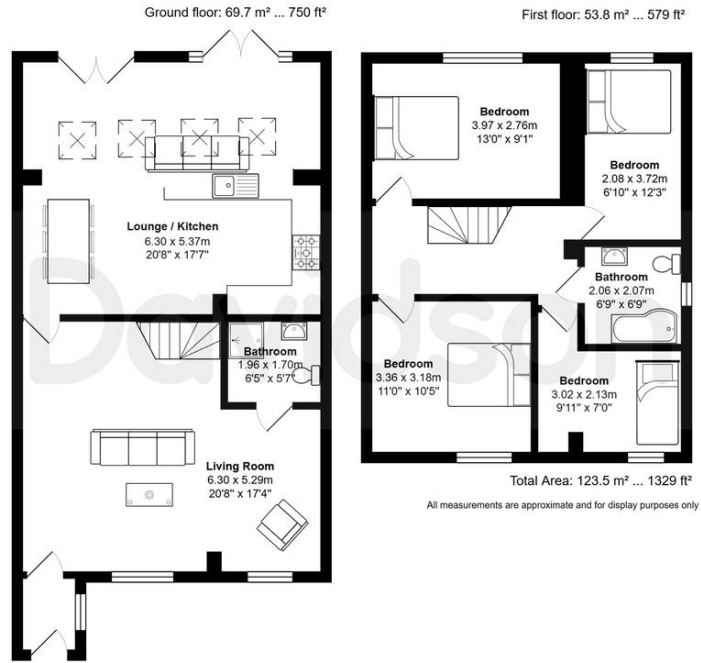 Ground floor: 69.7 m² ... 750 ft²
First floor: 53.8 m² ... 579 ft²
Bedroom
3.97 x 2.76m
13'0" x 9'1"
Bedroom
2.08 x 3.72m
6'10" x 12'3"
Lounge / Kitchen
6.30 x 5.37m
20'8" x 17'7"
Bathroom
2.06 x 2.07m
6'9" x 6'9"
Davidson
Bathroom
1.96 x 1.70m
6'5" x 5'7"
Bedroom
3.36 x 3.18m
11'0" x 10'5"
Bedroom
3.02 x 2.13m
9'11" x 7'0"
Living Room
6.30 x 5.29m
20'8" x 17'4"
Total Area: 123.5 m² ... 1329 ft²
All measurements are approximate and for display purposes only